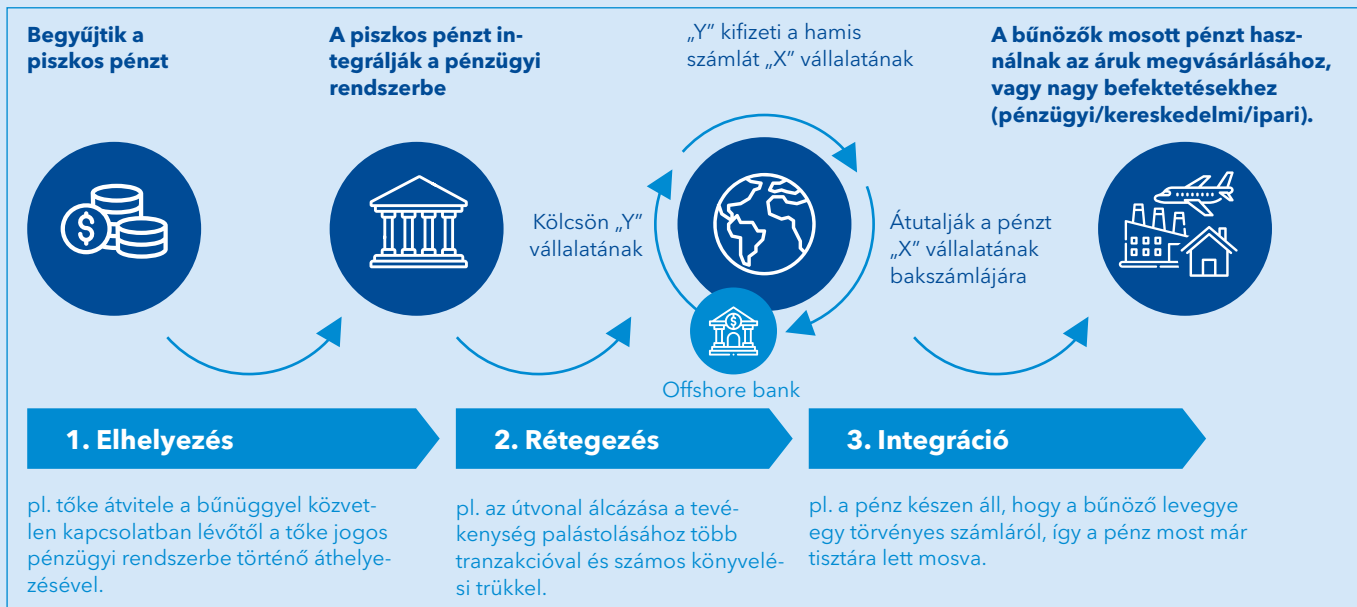 Begyűjtik a
piszkos pénzt
A piszkos pénzt in-
tegrálják a pénzügyi
rendszerbe
„Y” kifizeti a hamis
számlát „X” vállalatának
A bűnözők mosott pénzt hasz-
nálnak az áruk megvásárlásához,
vagy nagy befektetésekhez
(pénzügyi/kereskedelmi/ipari).
$
Kölcsön „Y”
vállalatának
Átutalják a pénzt
„X” vállalatának
bakszámlájára
$
Offshore bank
1. Elhelyezés
2. Rétegezés
3. Integráció
pl. tőke átvitele a bűnüggyel közvet-
len kapcsolatban lévőtől a tőke jogos
pénzügyi rendszerbe történő áthelye-
zésével.
pl. az útvonal álcázása a tevé-
kenység palástolásához több
tranzakcióval és számos könyvelé-
si trükkel.
pl. a pénz készen áll, hogy a bűnöző levegye
egy törvényes számláról, így a pénz most már
tisztára lett mosva.